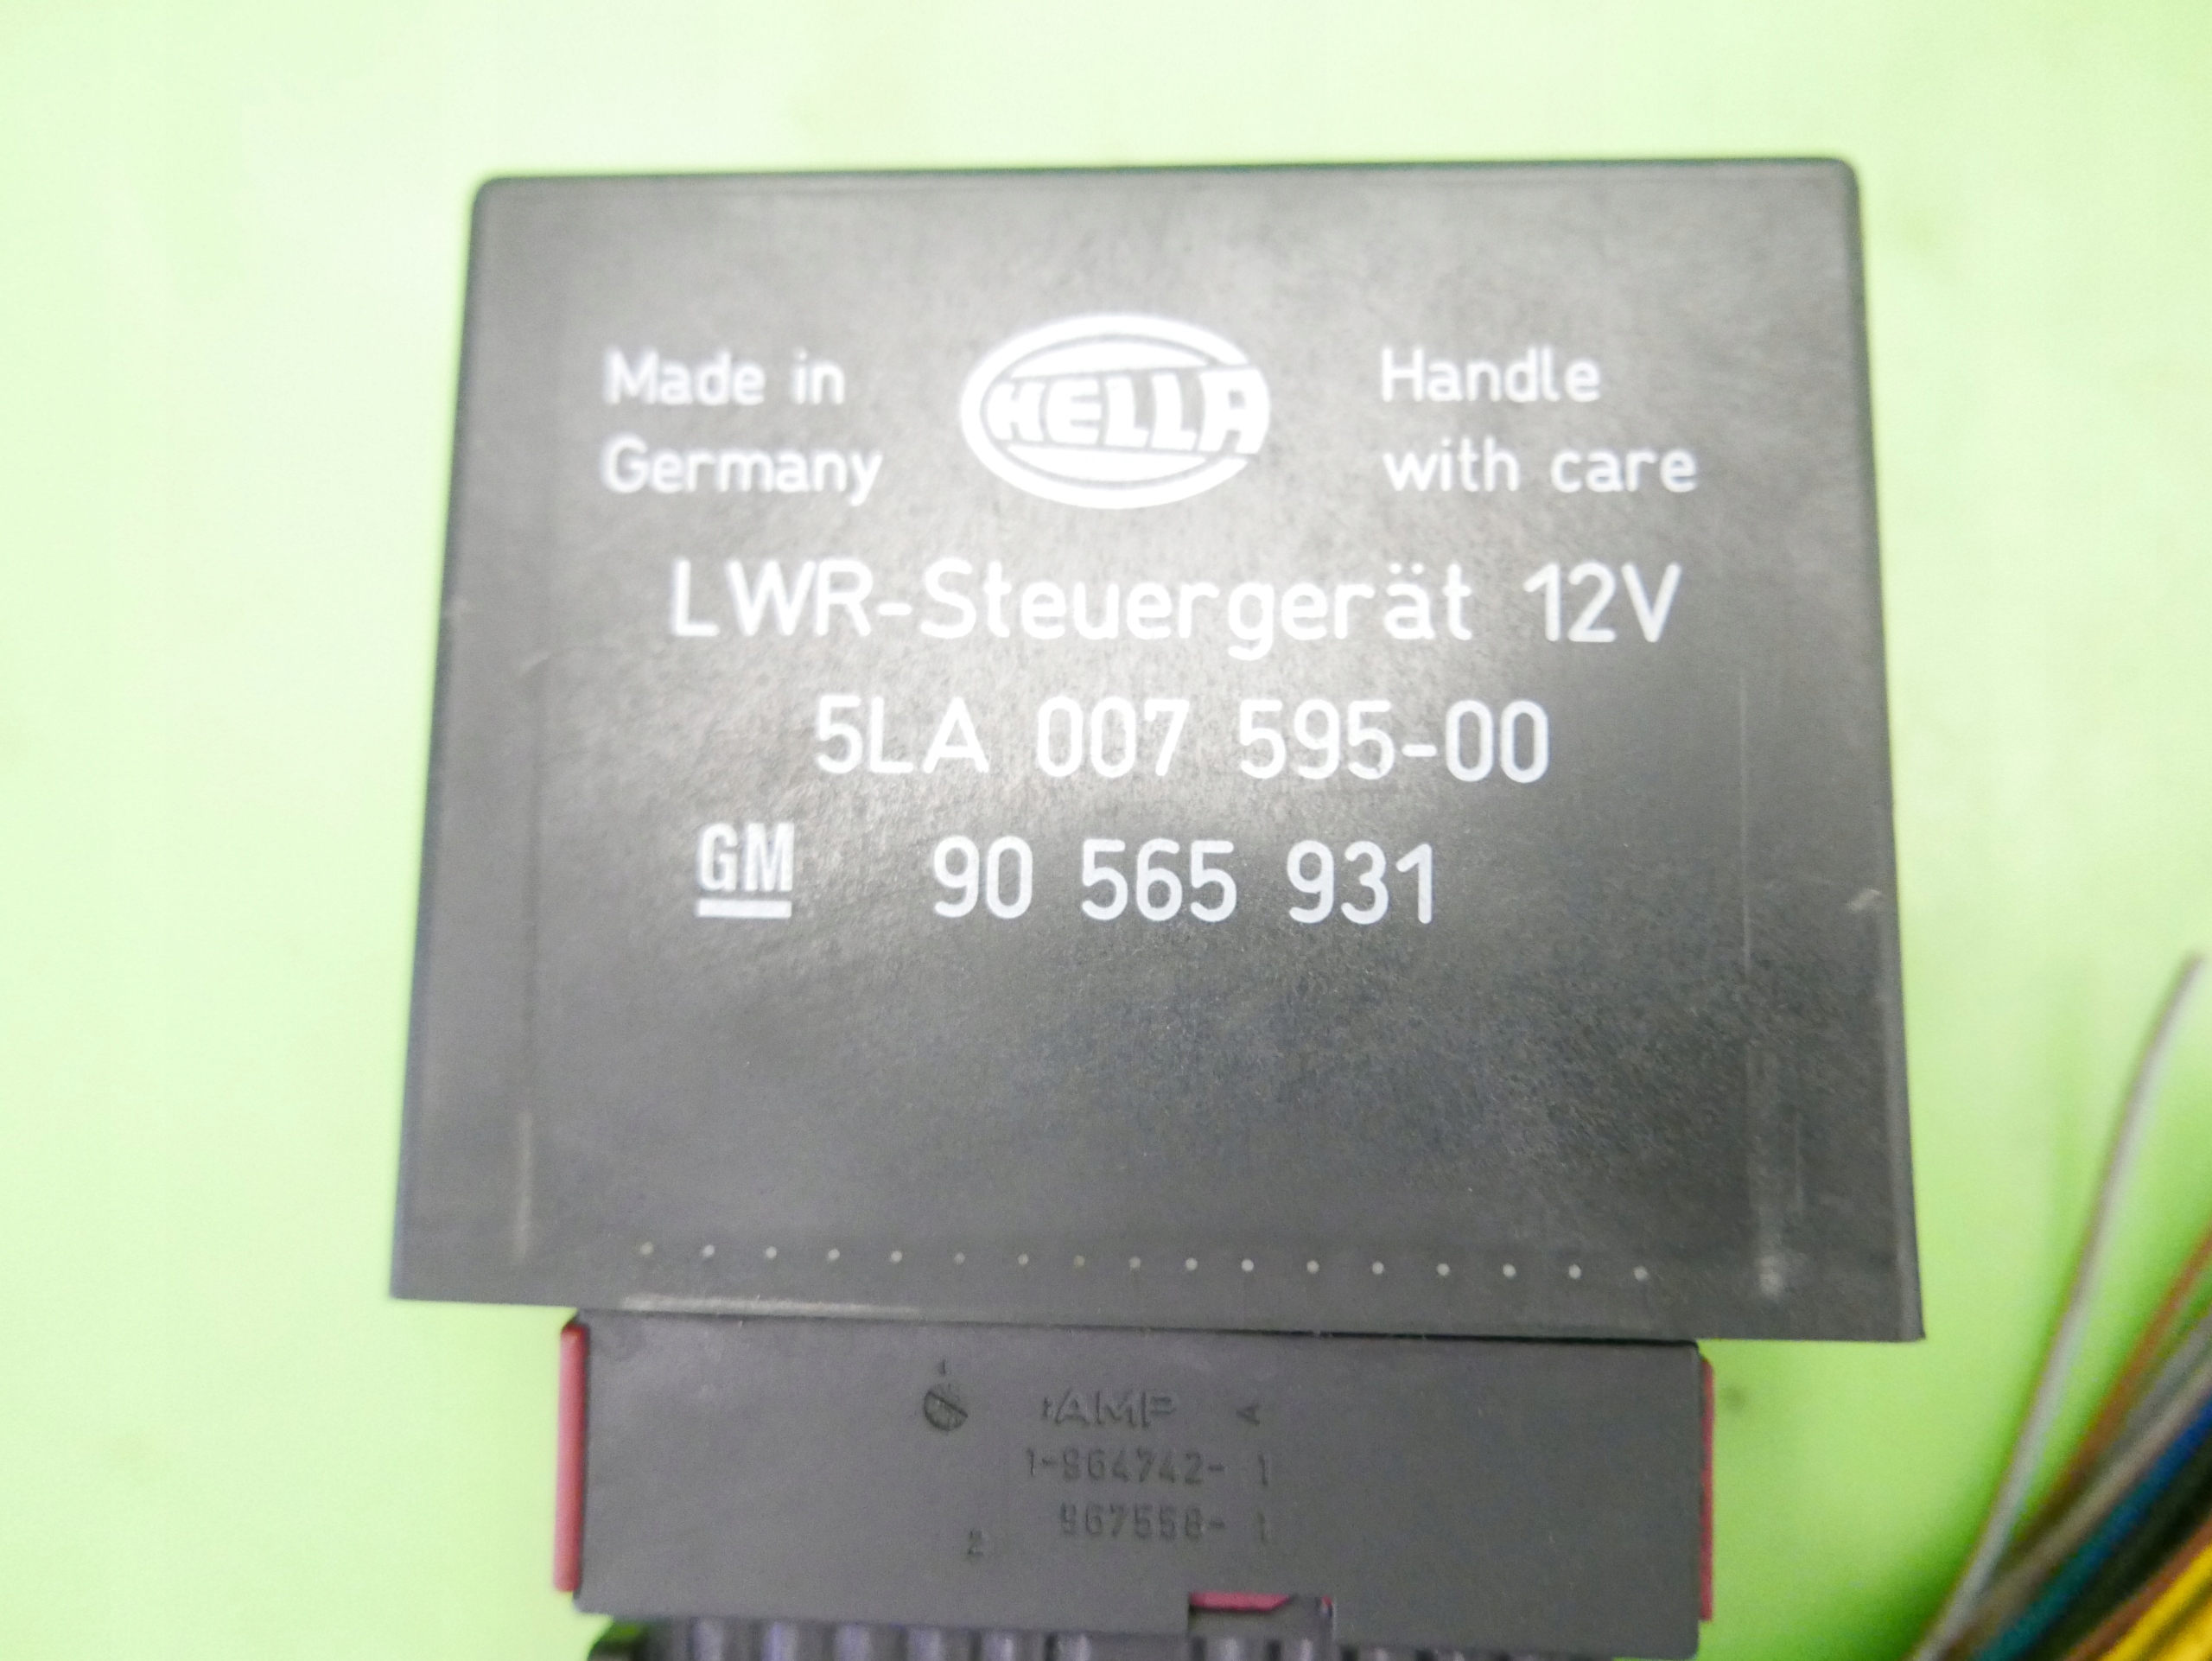 Made in
Germany
HELLA
Handle
with care
LWR-Steuergerät 12V
5LA 007 595-00
GM 90 565 931
AMP A
1-964742-1
967558-1
2